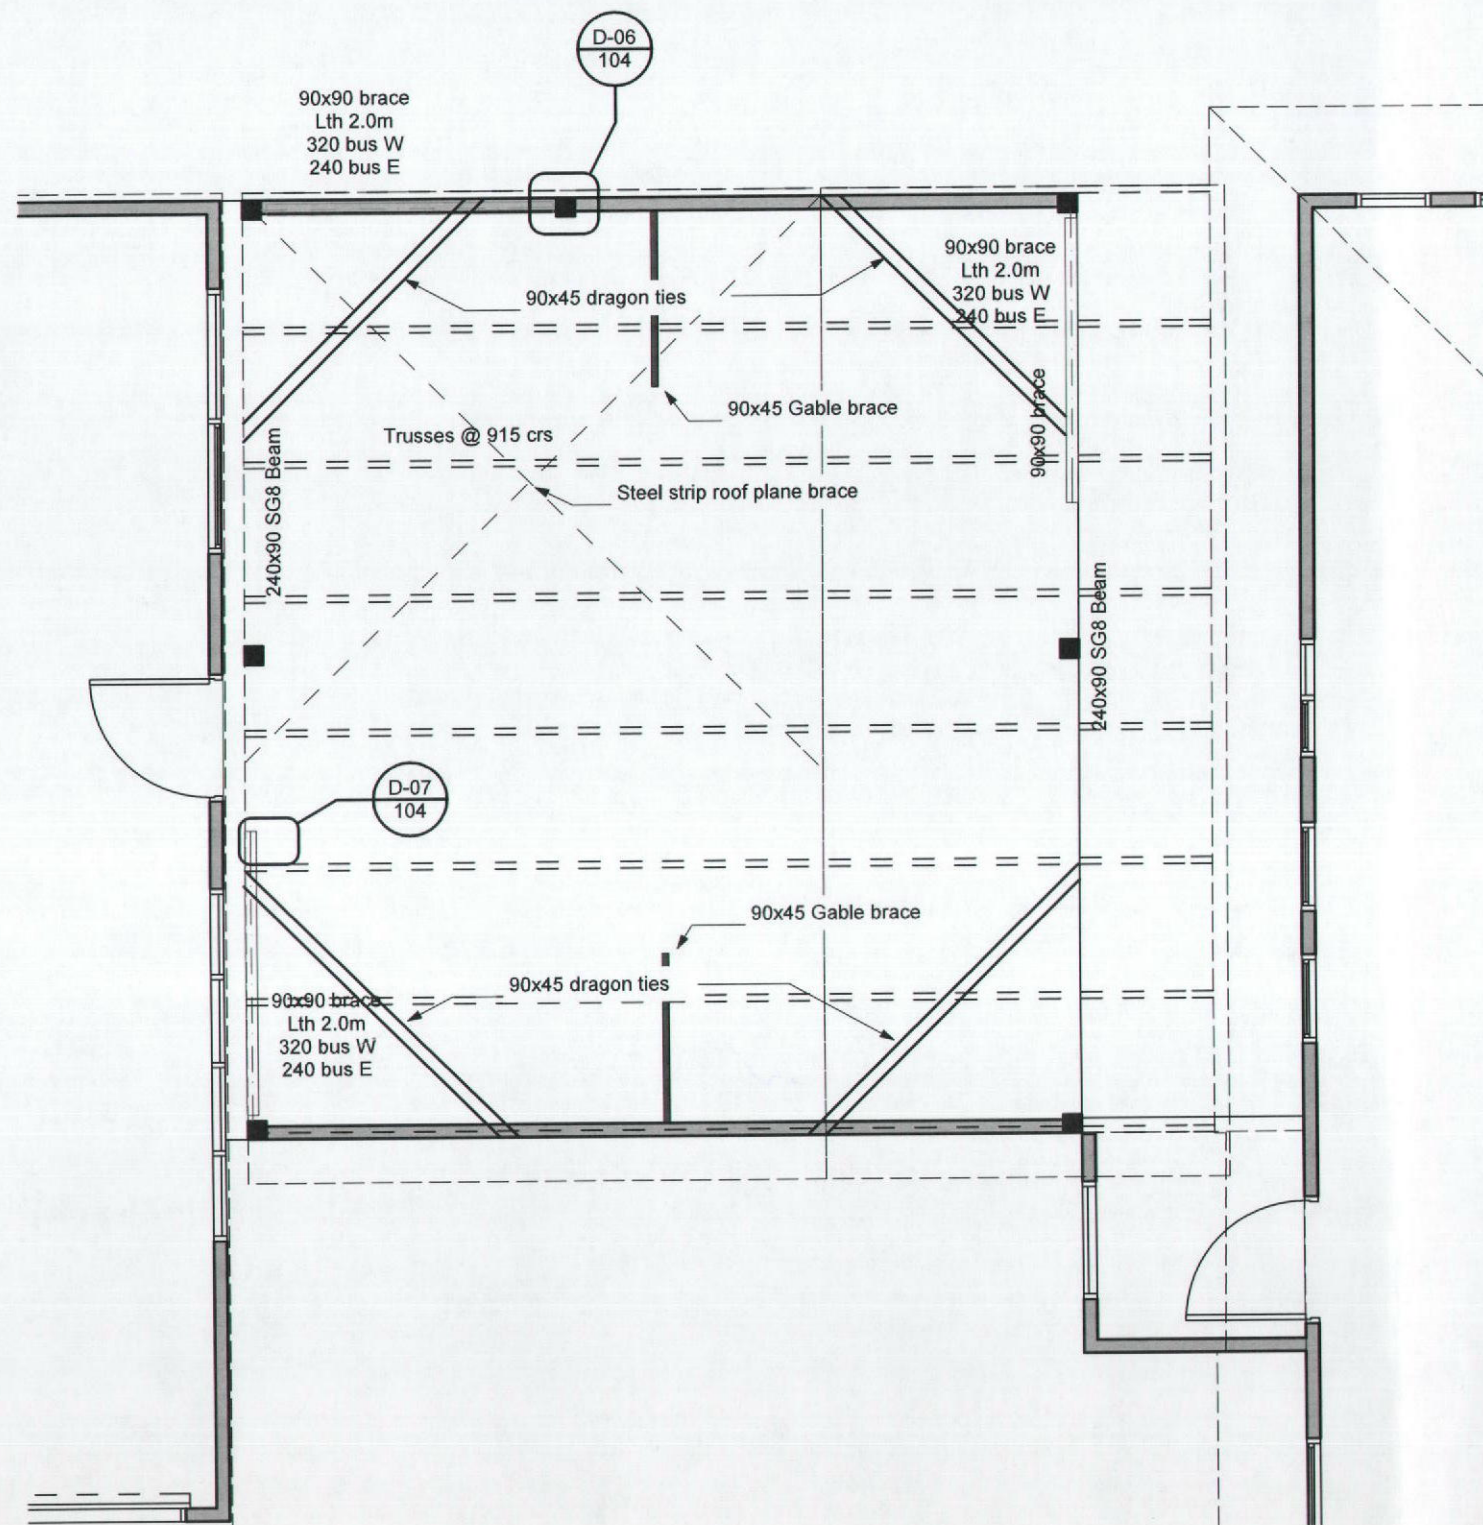 D-06
104
90x90 brace
Lth 2.0m
320 bus W
240 bus E
90x90 brace
Lth 2.0m
320 bus W
240 bus E
90x45 dragon ties
90x90 brace
90x45 Gable brace
Trusses @ 915 crs
240x90 SG8 Beam
Steel strip roof plane brace
240x90 SG8 Beam
D-07
104
90x45 Gable brace
90x45 dragon ties
90x90 brace
Lth 2.0m
320 bus W
240 bus E